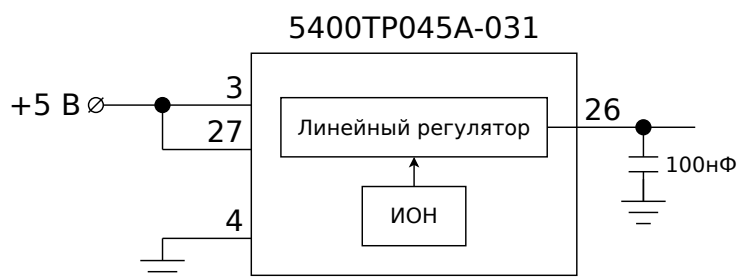 5400ТР045А-031
+5 В
3
27
4
26
Линейный регулятор
ИОН
100нФ